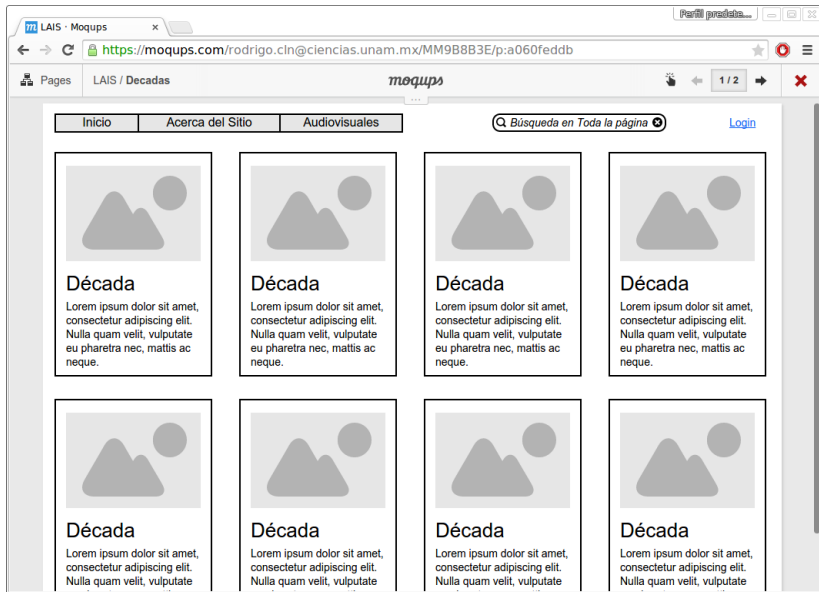 Perfil predete...
LAIS · Moqups
https://moqups.com/rodrigo.cln@ciencias.unam.mx/MM9B8B3E/p:a060feddb
Pages LAIS / Decadas moqups 1 / 2
Inicio Acerca del Sitio Audiovisuales Búsqueda en Toda la página Login
Década
Lorem ipsum dolor sit amet,
consectetur adipiscing elit.
Nulla quam velit, vulputate
eu pharetra nec, mattis ac
neque.
Década
Lorem ipsum dolor sit amet,
consectetur adipiscing elit.
Nulla quam velit, vulputate
eu pharetra nec, mattis ac
neque.
Década
Lorem ipsum dolor sit amet,
consectetur adipiscing elit.
Nulla quam velit, vulputate
eu pharetra nec, mattis ac
neque.
Década
Lorem ipsum dolor sit amet,
consectetur adipiscing elit.
Nulla quam velit, vulputate
eu pharetra nec, mattis ac
neque.
Década
Lorem ipsum dolor sit amet,
consectetur adipiscing elit.
Nulla quam velit, vulputate
Década
Lorem ipsum dolor sit amet,
consectetur adipiscing elit.
Nulla quam velit, vulputate
Década
Lorem ipsum dolor sit amet,
consectetur adipiscing elit.
Nulla quam velit, vulputate
Década
Lorem ipsum dolor sit amet,
consectetur adipiscing elit.
Nulla quam velit, vulputate